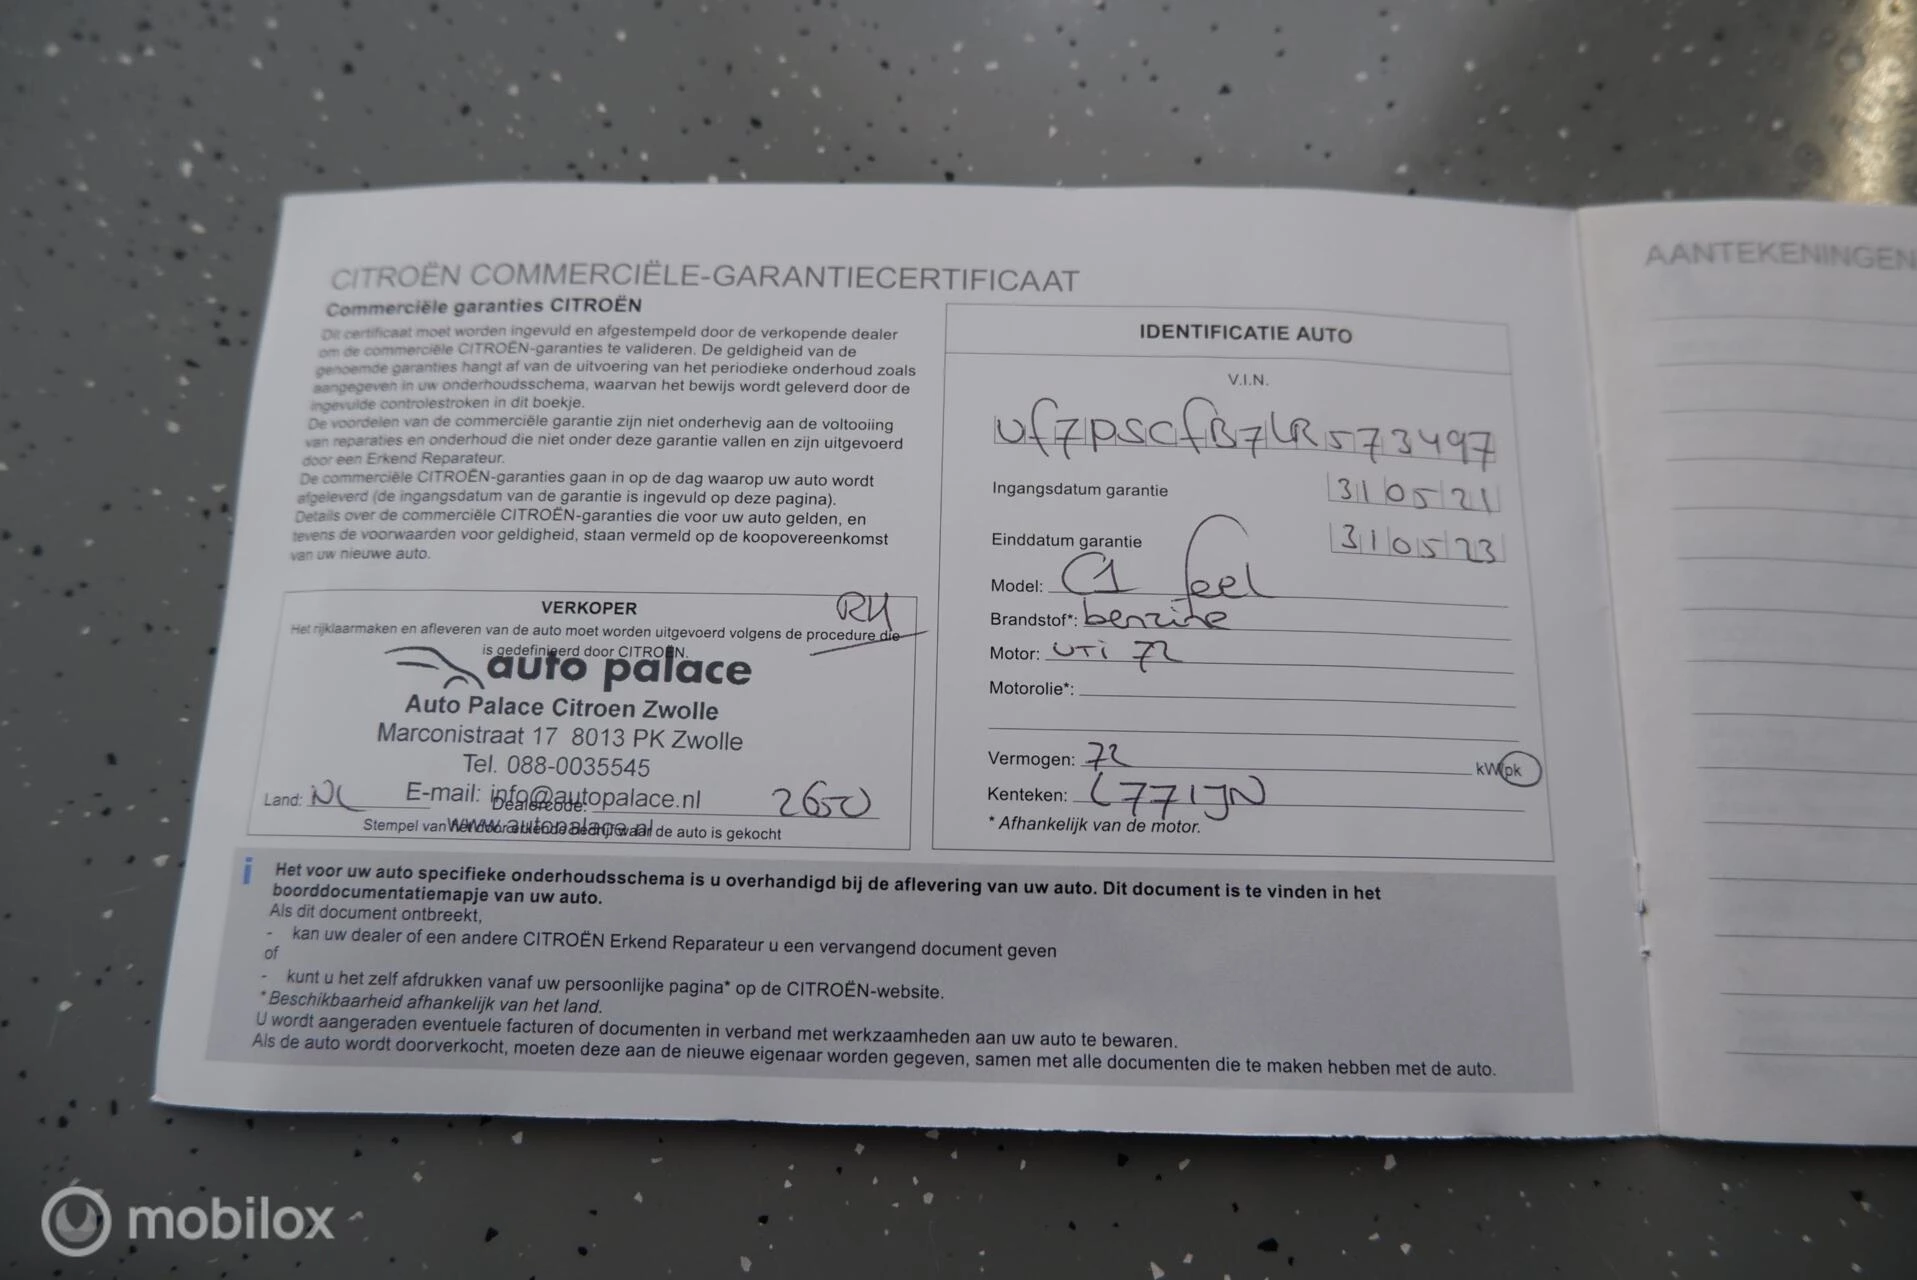 CITROËN COMMERCIËLE-GARANTIECERTIFICAAT
Commerciële garanties CITROËN
Dit certificaat moet worden ingevuld en afgestempeld door de verkopende dealer
om de commerciële CITROËN-garanties te valideren. De geldigheid van de
genoemde garanties hangt af van de uitvoering van het periodieke onderhoud zoals
aangegeven in uw onderhoudsschema, waarvan het bewijs wordt geleverd door de
ingevulde controlestroken in dit boekje.
De voordelen van de commerciële garantie zijn niet onderhevig aan de voltooiing
van reparaties en onderhoud die niet onder deze garantie vallen en zijn uitgevoerd
door een Erkend Reparateur.
De commerciële CITROËN-garanties gaan in op de dag waarop uw auto wordt
afgeleverd (de ingangsdatum van de garantie is ingevuld op deze pagina).
Details over de commerciële CITROËN-garanties die voor uw auto gelden, en
tevens de voorwaarden voor geldigheid, staan vermeld op de koopovereenkomst
van uw nieuwe auto.
VERKOPER
Het rijklaarmaken en afleveren van de auto moet worden uitgevoerd volgens de procedure die
is gedefinieerd door CITROËN.
auto palace
Auto Palace Citroen Zwolle
Marconistraat 17 8013 PK Zwolle
Tel. 088-0035545
E-mail: info@autopalace.nl
Land: NL Dealercode: 2650
www.autopalace.nl
Stempel van het door erkende bedrijf waar de auto is gekocht
IDENTIFICATIE AUTO
V.I.N.
Uf7PSCfB7LR573497
Ingangsdatum garantie 31 05 21
Einddatum garantie 31 05 23
Model: C1 feel
Brandstof*: benzine
Motor: UTi 72
Motorolie*:
Vermogen: 72 kW/pk
Kenteken: L771JN
* Afhankelijk van de motor.
i Het voor uw auto specifieke onderhoudsschema is u overhandigd bij de aflevering van uw auto. Dit document is te vinden in het
boorddocumentatiemapje van uw auto.
Als dit document ontbreekt,
- kan uw dealer of een andere CITROËN Erkend Reparateur u een vervangend document geven
of
- kunt u het zelf afdrukken vanaf uw persoonlijke pagina* op de CITROËN-website.
*Beschikbaarheid afhankelijk van het land.
U wordt aangeraden eventuele facturen of documenten in verband met werkzaamheden aan uw auto te bewaren.
Als de auto wordt doorverkocht, moeten deze aan de nieuwe eigenaar worden gegeven, samen met alle documenten die te maken hebben met de auto.
AANTEKENINGEN
mobilox